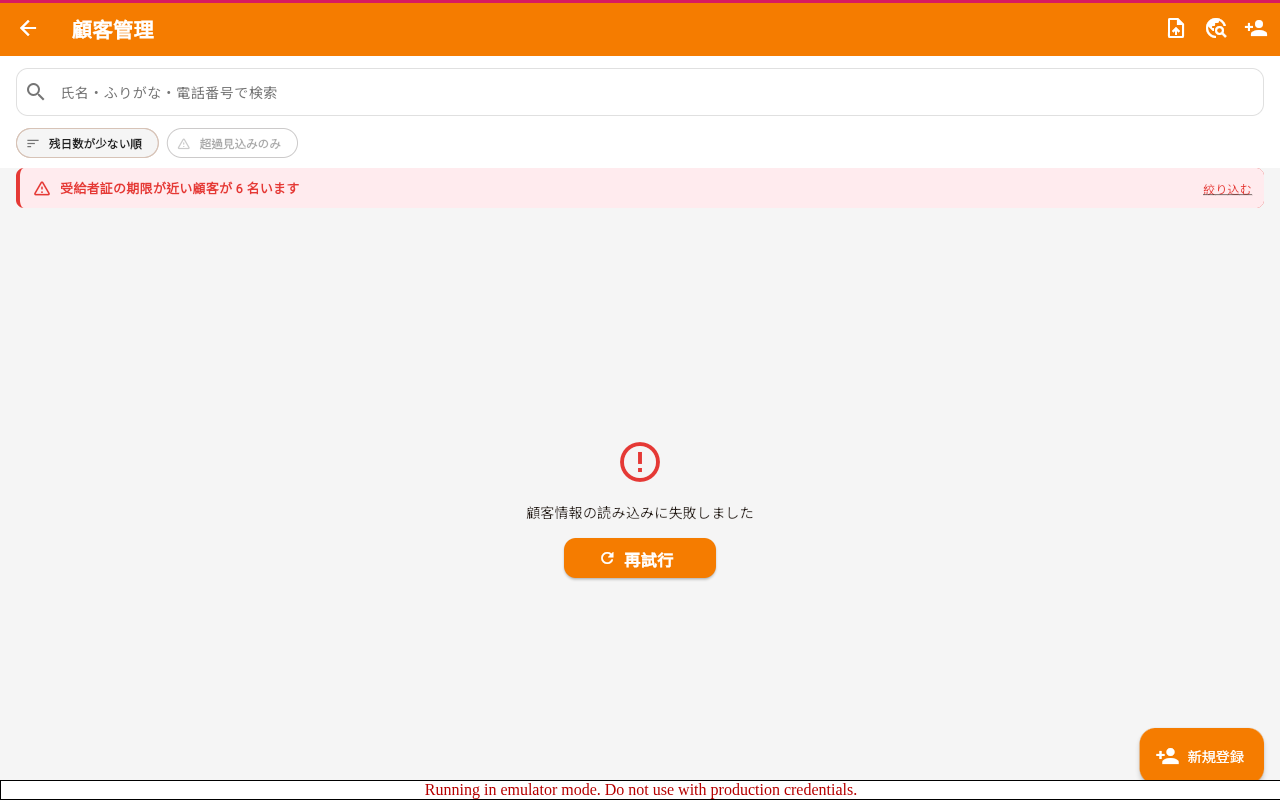 顧客管理
氏名・ふりがな・電話番号で検索
残日数が少ない順
超過見込みのみ
受給者証の期限が近い顧客が 6 名います
絞り込む
顧客情報の読み込みに失敗しました
再試行
新規登録
Running in emulator mode. Do not use with production credentials.